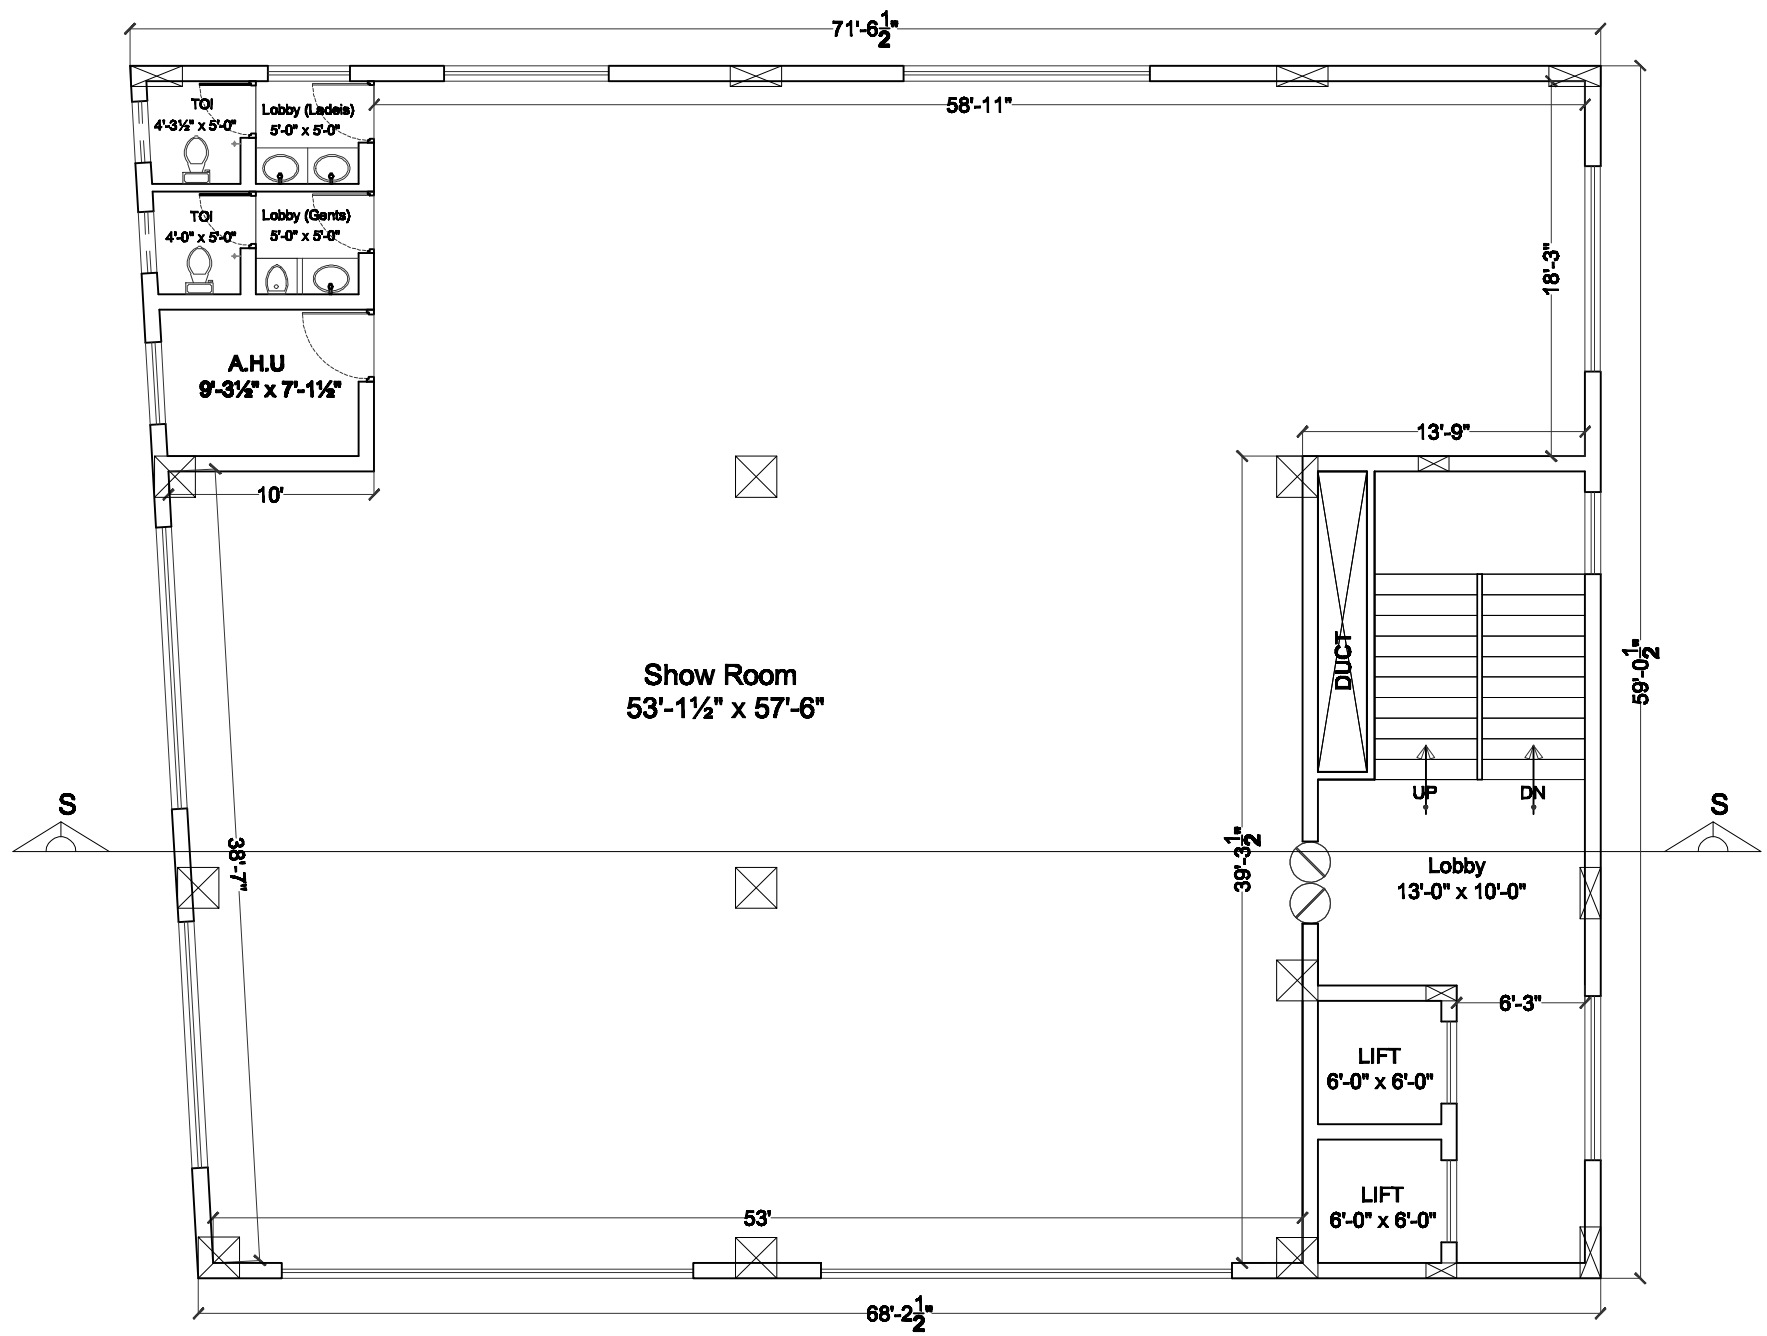 71'-6½"
58'-11"
TOI
4'-3½" x 5'-0"
Lobby (Ladeis)
5'-0" x 5'-0"
TOI
4'-0" x 5'-0"
Lobby (Gents)
5'-0" x 5'-0"
18'-3"
A.H.U
9'-3½" x 7'-1½"
13'-9"
10'
DUCT
59'-0½"
Show Room
53'-1½" x 57'-6"
UP
DN
S
S
38'-7"
39'-3½"
Lobby
13'-0" x 10'-0"
6'-3"
LIFT
6'-0" x 6'-0"
LIFT
6'-0" x 6'-0"
53'
68'-2½"